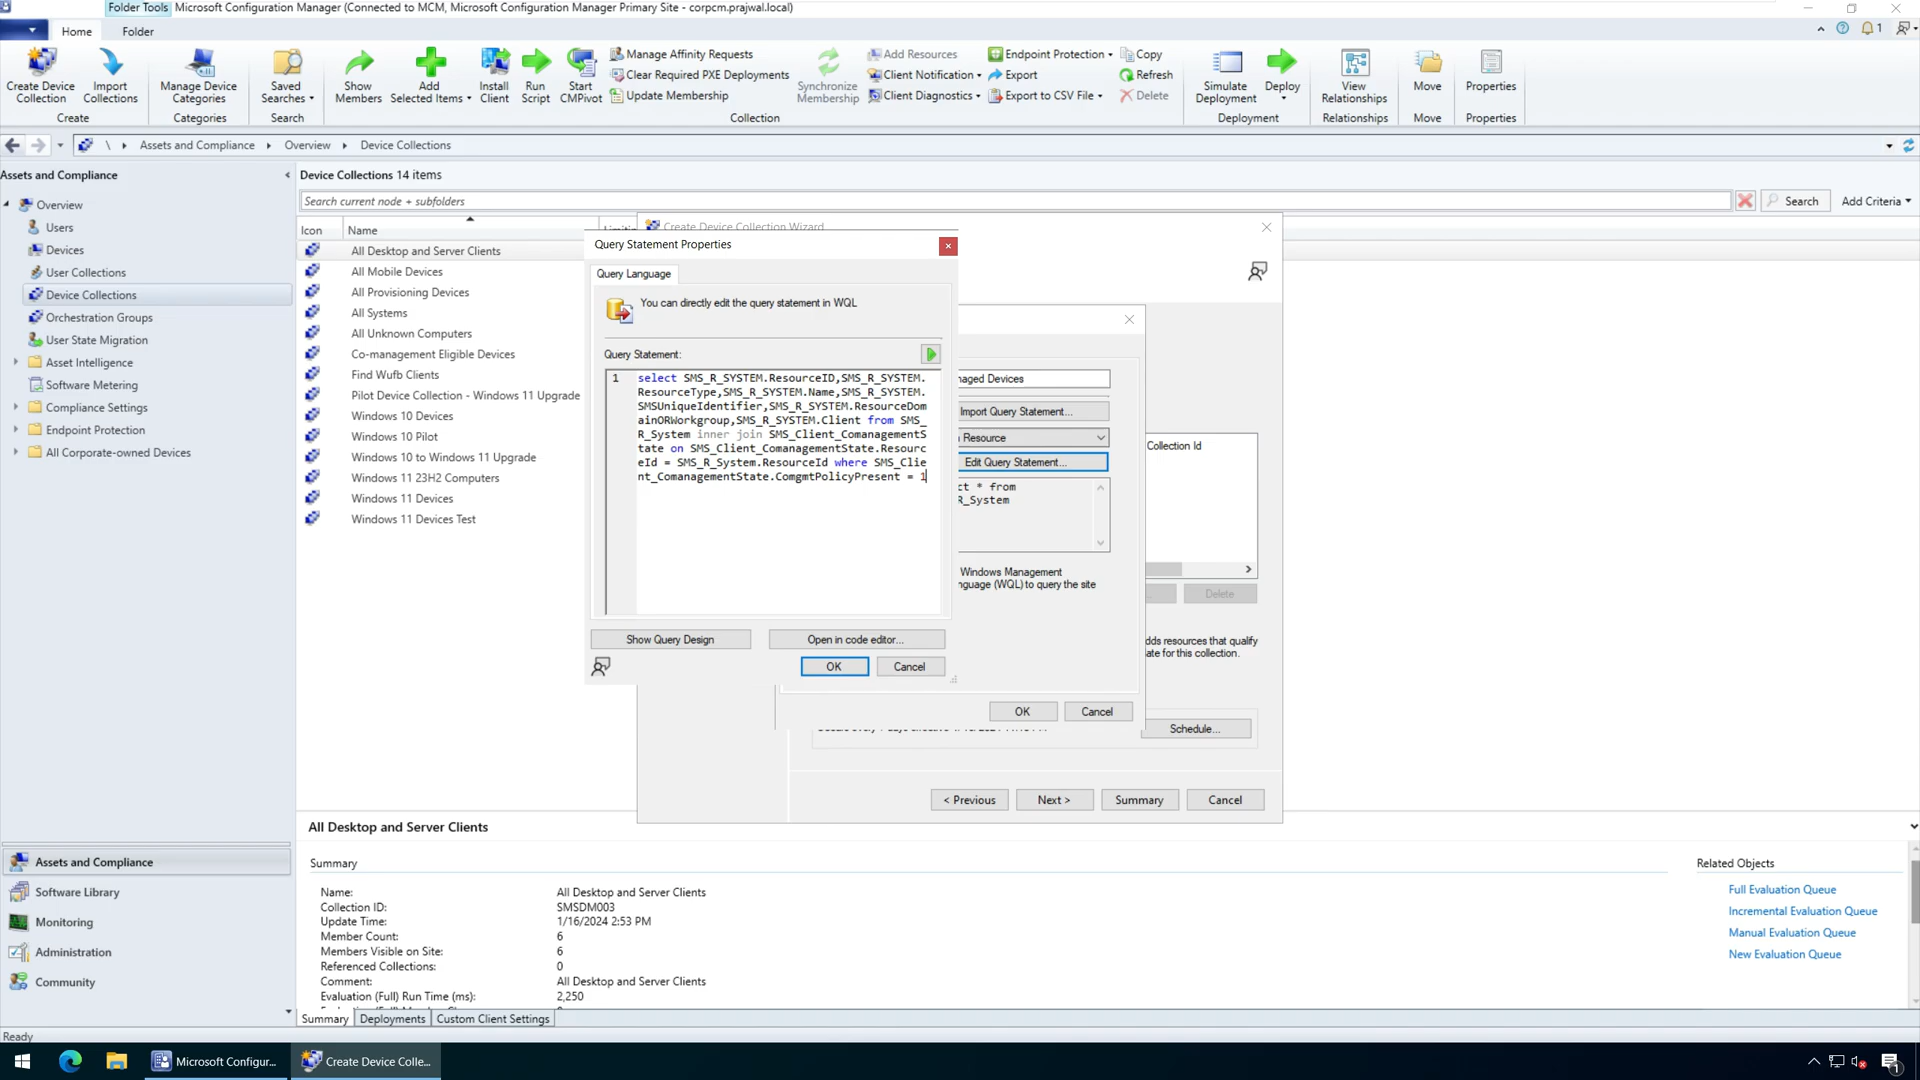 Folder Tools Microsoft Configuration Manager (Connected to MCM, Microsoft Configuration Manager Primary Site - corpcm.prajwal.local)
Home Folder
1
Create Device Collection
Import Collections
Create
Manage Device Categories
Categories
Saved Searches
Search
Show Members
Add Selected Items
Install Client
Run Script
Start CMPivot
Manage Affinity Requests
Clear Required PXE Deployments
Update Membership
Synchronize Membership
Add Resources
Client Notification
Client Diagnostics
Endpoint Protection
Export
Export to CSV File
Copy
Refresh
Delete
Collection
Simulate Deployment
Deploy
Deployment
View Relationships
Relationships
Move
Move
Properties
Properties
\ Assets and Compliance Overview Device Collections
Assets and Compliance
Overview
Users
Devices
User Collections
Device Collections
Orchestration Groups
User State Migration
Asset Intelligence
Software Metering
Compliance Settings
Endpoint Protection
All Corporate-owned Devices
Assets and Compliance
Software Library
Monitoring
Administration
Community
Device Collections 14 items
Search current node + subfolders
Search Add Criteria
Icon Name
All Desktop and Server Clients
All Mobile Devices
All Provisioning Devices
All Systems
All Unknown Computers
Co-management Eligible Devices
Find Wufb Clients
Pilot Device Collection - Windows 11 Upgrade
Windows 10 Devices
Windows 10 Pilot
Windows 10 to Windows 11 Upgrade
Windows 11 23H2 Computers
Windows 11 Devices
Windows 11 Devices Test
Create Device Collection Wizard
Query Statement Properties
Query Language
You can directly edit the query statement in WQL
Query Statement:
1 select SMS_R_SYSTEM.ResourceID,SMS_R_SYSTEM.
ResourceType,SMS_R_SYSTEM.Name,SMS_R_SYSTEM.
SMSUniqueIdentifier,SMS_R_SYSTEM.ResourceDom
ainORWorkgroup,SMS_R_SYSTEM.Client from SMS_
R_System inner join SMS_Client_ComanagementS
tate on SMS_Client_ComanagementState.Resourc
eId = SMS_R_System.ResourceId where SMS_Clie
nt_ComanagementState.ComgmtPolicyPresent = 1
Show Query Design Open in code editor...
OK Cancel
naged Devices
Import Query Statement...
Resource
Edit Query Statement...
ct * from
R_System
Windows Management
nguage (WQL) to query the site
OK Cancel
Collection Id
Delete
dds resources that qualify
ate for this collection.
Schedule...
< Previous Next > Summary Cancel
All Desktop and Server Clients
Summary
Name: All Desktop and Server Clients
Collection ID: SMSDM003
Update Time: 1/16/2024 2:53 PM
Member Count: 6
Members Visible on Site: 6
Referenced Collections: 0
Comment: All Desktop and Server Clients
Evaluation (Full) Run Time (ms): 2,250
Related Objects
Full Evaluation Queue
Incremental Evaluation Queue
Manual Evaluation Queue
New Evaluation Queue
Summary Deployments Custom Client Settings
Ready
Microsoft Configur... Create Device Colle...
1